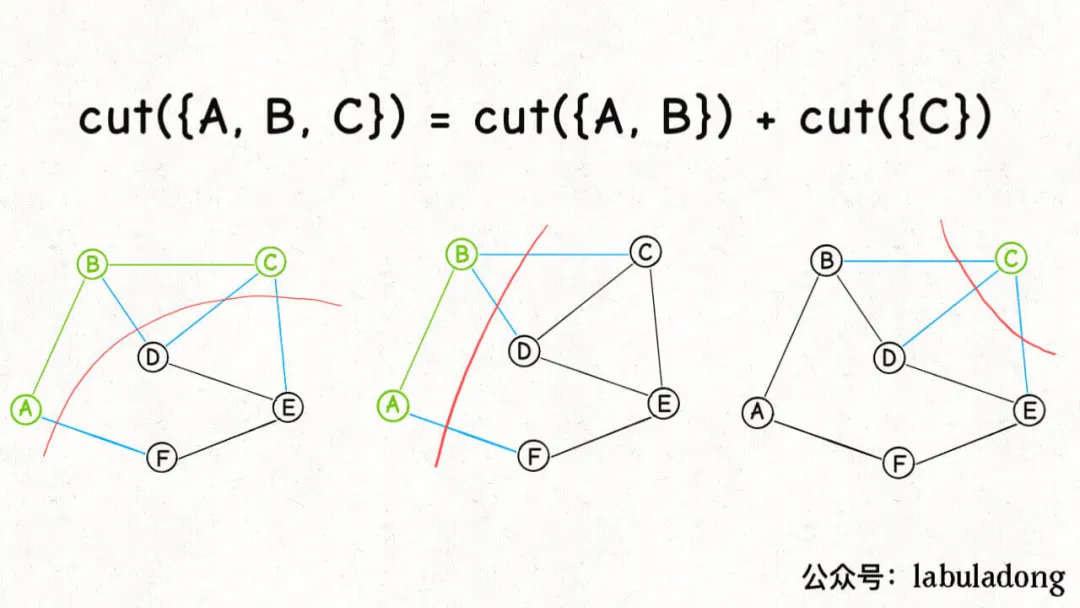 cut({A, B, C}) = cut({A, B}) + cut({C})
B C D A E F
B C D A E F
B C D A E F
公众号：labuladong